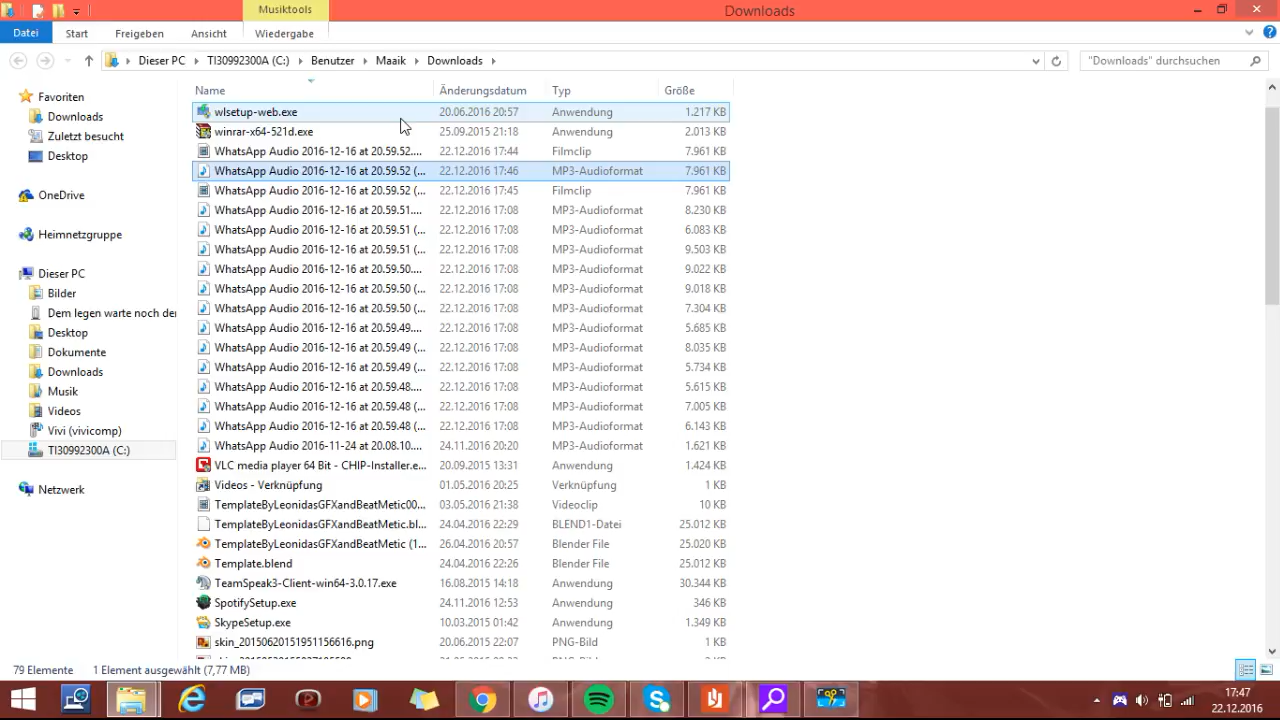 Musiktools
Downloads
Datei Start Freigeben Ansicht Wiedergabe
Dieser PC TI30992300A (C:) Benutzer Maaik Downloads
"Downloads" durchsuchen
Favoriten
Downloads
Zuletzt besucht
Desktop
OneDrive
Heimnetzgruppe
Dieser PC
Bilder
Dem legen warte noch der
Desktop
Dokumente
Downloads
Musik
Videos
Vivi (vivicomp)
TI30992300A (C:)
Netzwerk
Name Änderungsdatum Typ Größe
wlsetup-web.exe 20.06.2016 20:57 Anwendung 1.217 KB
winrar-x64-521d.exe 25.09.2015 21:18 Anwendung 2.013 KB
WhatsApp Audio 2016-12-16 at 20.59.52.... 22.12.2016 17:44 Filmclip 7.961 KB
WhatsApp Audio 2016-12-16 at 20.59.52 (... 22.12.2016 17:46 MP3-Audioformat 7.961 KB
WhatsApp Audio 2016-12-16 at 20.59.52 (... 22.12.2016 17:45 Filmclip 7.961 KB
WhatsApp Audio 2016-12-16 at 20.59.51.... 22.12.2016 17:08 MP3-Audioformat 8.230 KB
WhatsApp Audio 2016-12-16 at 20.59.51 (... 22.12.2016 17:08 MP3-Audioformat 6.083 KB
WhatsApp Audio 2016-12-16 at 20.59.51 (... 22.12.2016 17:08 MP3-Audioformat 9.503 KB
WhatsApp Audio 2016-12-16 at 20.59.50.... 22.12.2016 17:08 MP3-Audioformat 9.022 KB
WhatsApp Audio 2016-12-16 at 20.59.50 (... 22.12.2016 17:08 MP3-Audioformat 9.018 KB
WhatsApp Audio 2016-12-16 at 20.59.50 (... 22.12.2016 17:08 MP3-Audioformat 7.304 KB
WhatsApp Audio 2016-12-16 at 20.59.49.... 22.12.2016 17:08 MP3-Audioformat 5.685 KB
WhatsApp Audio 2016-12-16 at 20.59.49 (... 22.12.2016 17:08 MP3-Audioformat 8.035 KB
WhatsApp Audio 2016-12-16 at 20.59.49 (... 22.12.2016 17:08 MP3-Audioformat 5.734 KB
WhatsApp Audio 2016-12-16 at 20.59.48.... 22.12.2016 17:08 MP3-Audioformat 5.615 KB
WhatsApp Audio 2016-12-16 at 20.59.48 (... 22.12.2016 17:08 MP3-Audioformat 7.005 KB
WhatsApp Audio 2016-12-16 at 20.59.48 (... 22.12.2016 17:08 MP3-Audioformat 6.143 KB
WhatsApp Audio 2016-11-24 at 20.08.10.... 24.11.2016 20:20 MP3-Audioformat 1.621 KB
VLC media player 64 Bit - CHIP-Installer.e... 20.09.2015 13:31 Anwendung 1.424 KB
Videos - Verknüpfung 01.05.2016 20:25 Verknüpfung 1 KB
TemplateByLeonidasGFXandBeatMetic00... 03.05.2016 21:38 Videoclip 10 KB
TemplateByLeonidasGFXandBeatMetic.bl... 24.04.2016 22:29 BLEND1-Datei 25.012 KB
TemplateByLeonidasGFXandBeatMetic (1... 26.04.2016 20:57 Blender File 25.020 KB
Template.blend 24.04.2016 22:26 Blender File 25.012 KB
TeamSpeak3-Client-win64-3.0.17.exe 16.08.2015 14:18 Anwendung 30.344 KB
SpotifySetup.exe 24.11.2016 12:53 Anwendung 346 KB
SkypeSetup.exe 10.03.2015 01:42 Anwendung 1.349 KB
skin_20150620151951156616.png 20.06.2015 22:07 PNG-Bild 1 KB
79 Elemente 1 Element ausgewählt (7,77 MB)
17:47
22.12.2016